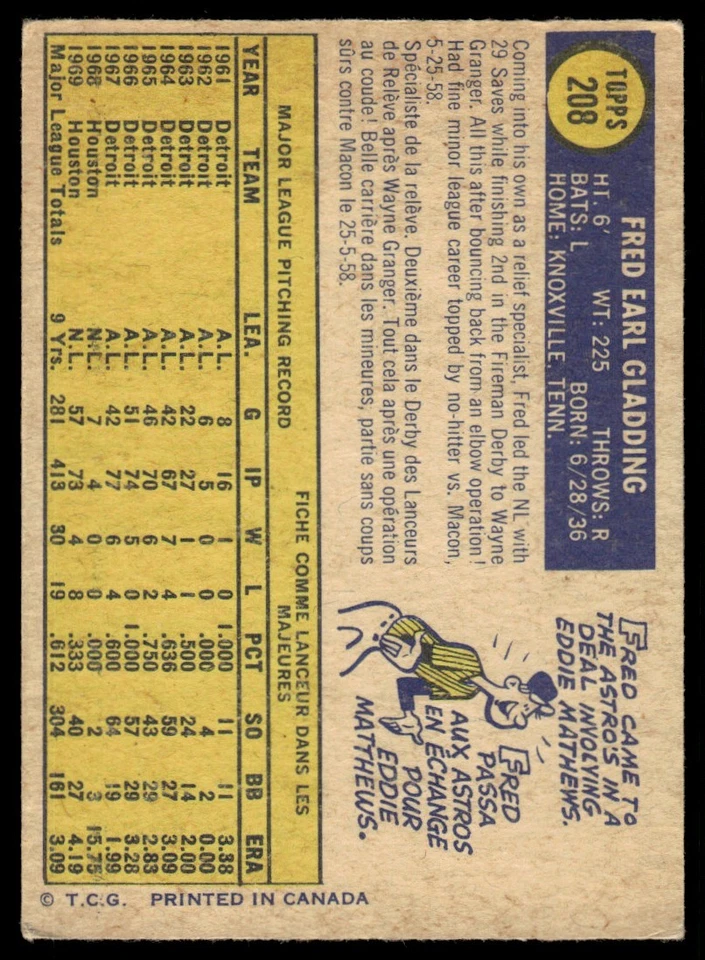 TOPPS
208
FRED EARL GLADDING
HT. 6' WT: 225 BORN: 6/28/36
BATS: L THROWS: R
HOME: KNOXVILLE, TENN.
Coming into his own as a relief specialist, Fred led the NL with
29 Saves while finishing 2nd in the Fireman Derby to Wayne
Granger. All this after bouncing back from an elbow operation!
Had fine minor league career topped by no-hitter vs. Macon,
5-25-58.
Spécialiste de la relève. Deuxième dans le Derby des Lanceurs
de Relève après Wayne Granger. Tout cela après une opération
au coude! Belle carrière dans les mineures, partie sans coups
sûrs contre Macon le 25-5-58.
FRED CAME TO
THE ASTRO'S IN A
DEAL INVOLVING
EDDIE MATHEWS.
FRED
PASSA
AUX ASTROS
EN ÉCHANGE
POUR
EDDIE
MATTHEWS.
MAJOR LEAGUE PITCHING RECORD
FICHE COMME LANCEUR DANS LES
MAJEURES
YEAR TEAM LEA. G IP W L PCT SO BB ERA
1961 Detroit A.L. 8 16 1 0 1.000 11 11 3.38
1962 Detroit A.L. 6 5 0 0 .000 4 2 0.00
1963 Detroit A.L. 22 27 1 1 .500 24 14 2.00
1964 Detroit A.L. 42 67 7 4 .636 59 27 3.09
1965 Detroit A.L. 46 70 6 2 .750 43 29 2.83
1966 Detroit A.L. 51 74 5 0 1.000 57 29 3.28
1967 Detroit A.L. 42 77 6 4 .600 64 19 1.99
1968 Houston N.L. 7 4 0 0 .000 2 3 15.75
1969 Houston N.L. 57 73 4 8 .333 40 27 4.19
Major League Totals 9 Yrs. 281 413 30 19 .612 304 161 3.09
© T.C.G. PRINTED IN CANADA